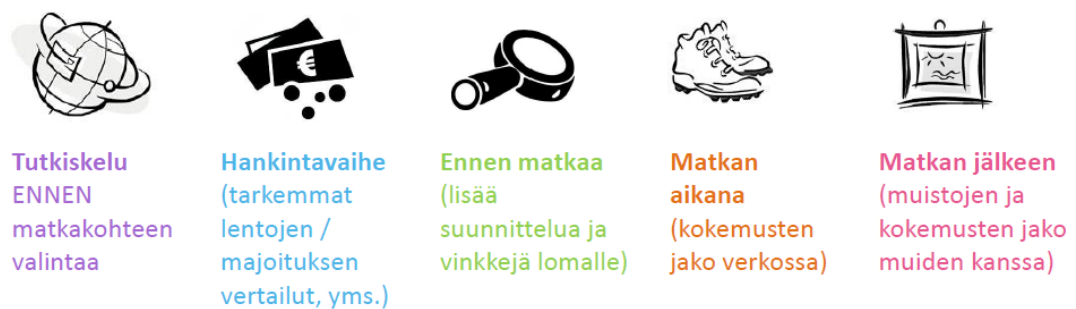 €
Tutkiskelu
ENNEN
matkakohteen
valintaa
Hankintavaihe
(tarkemmat
lentojen /
majoituksen
vertailut, yms.)
Ennen matkaa
(lisää
suunnittelua ja
vinkkejä lomalle)
Matkan
aikana
(kokemusten
jako verkossa)
Matkan jälkeen
(muistojen ja
kokemusten jako
muiden kanssa)